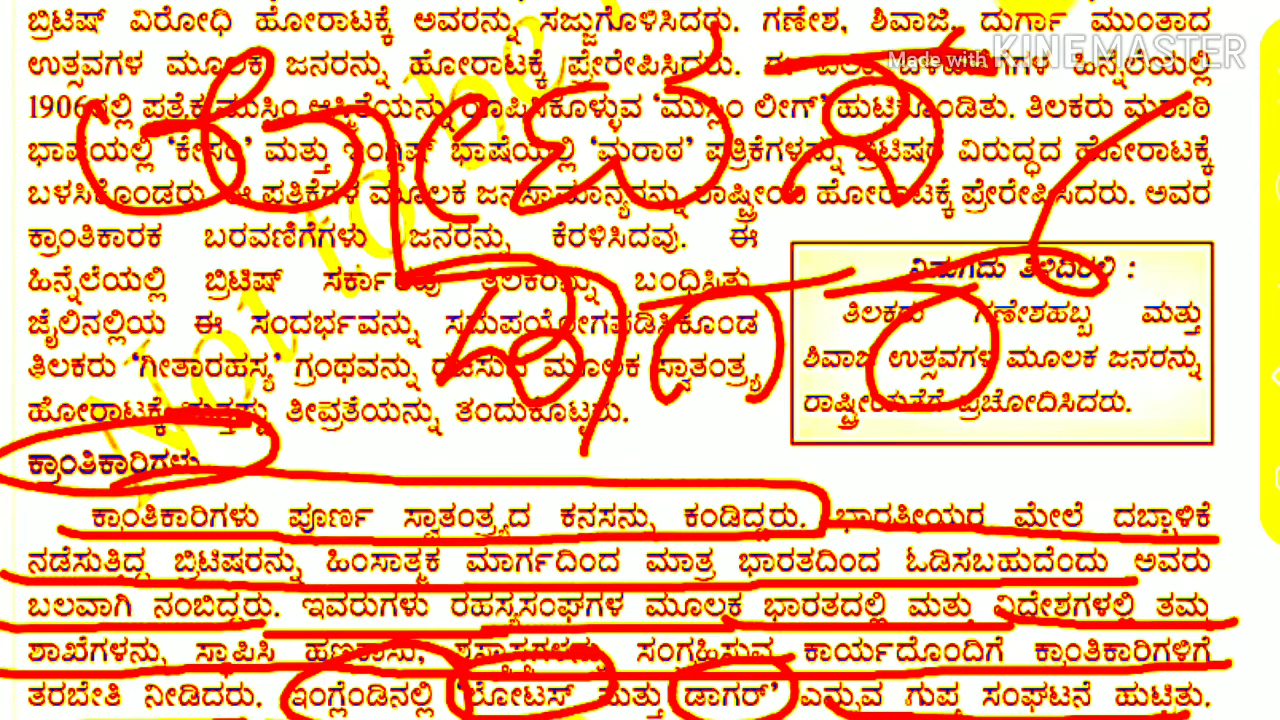 ಬ್ರಿಟಿಷ್ ವಿರೋಧಿ ಹೋರಾಟಕ್ಕೆ ಅವರನ್ನು ಸಜ್ಜುಗೊಳಿಸಿದರು. ಗಣೇಶ, ಶಿವಾಜಿ, ದುರ್ಗಾ ಮುಂತಾದ
Made with KINEMASTER
ಉತ್ಸವಗಳ ಮೂಲಕ ಜನರನ್ನು ಹೋರಾಟಕ್ಕೆ ಪ್ರೇರೇಪಿಸಿದರು. ಈ ಹಿನ್ನೆಲೆಯಲ್ಲಿ
1906ರಲ್ಲಿ ಪ್ರತ್ಯೇಕ ಮುಸ್ಲಿಂ 'ಮುಸ್ಲಿಂ ಲೀಗ್' ಹುಟ್ಟಿಕೊಂಡಿತು. ತಿಲಕರು ಮರಾಠಿ
ಭಾಷೆಯಲ್ಲಿ 'ಕೇಸರಿ' ಮತ್ತು ಇಂಗ್ಲಿಷ್ ಭಾಷೆಯಲ್ಲಿ 'ಮರಾಠ' ಪತ್ರಿಕೆಗಳನ್ನು ಬ್ರಿಟಿಷರ ವಿರುದ್ಧದ ಹೋರಾಟಕ್ಕೆ
ಬಳಸಿಕೊಂಡರು. ಈ ಪತ್ರಿಕೆಗಳ ಮೂಲಕ ಜನಸಾಮಾನ್ಯರನ್ನು ರಾಷ್ಟ್ರೀಯ ಹೋರಾಟಕ್ಕೆ ಪ್ರೇರೇಪಿಸಿದರು. ಅವರ
ಕ್ರಾಂತಿಕಾರಕ ಬರವಣಿಗೆಗಳು ಜನರನ್ನು ಕೆರಳಿಸಿದವು. ಈ
ಹಿನ್ನೆಲೆಯಲ್ಲಿ ಬ್ರಿಟಿಷ್ ಸರ್ಕಾರವು ತಿಲಕರನ್ನು ಬಂಧಿಸಿತು.
ಜೈಲಿನಲ್ಲಿಯ ಈ ಸಂದರ್ಭವನ್ನು ಸದುಪಯೋಗಪಡಿಸಿಕೊಂಡ
ತಿಲಕರು 'ಗೀತಾರಹಸ್ಯ' ಗ್ರಂಥವನ್ನು ರಚಿಸುವ ಮೂಲಕ ಸ್ವಾತಂತ್ರ್ಯ
ಹೋರಾಟಕ್ಕೆ ಮತ್ತಷ್ಟು ತೀವ್ರತೆಯನ್ನು ತಂದುಕೊಟ್ಟರು.
ನಿಮಗಿದು ತಿಳಿದಿರಲಿ :
ತಿಲಕರು ಗಣೇಶಹಬ್ಬ ಮತ್ತು
ಶಿವಾಜಿ ಉತ್ಸವಗಳ ಮೂಲಕ ಜನರನ್ನು
ರಾಷ್ಟ್ರೀಯತೆಗೆ ಪ್ರಚೋದಿಸಿದರು.
ಕ್ರಾಂತಿಕಾರಿಗಳು
ಕ್ರಾಂತಿಕಾರಿಗಳು ಪೂರ್ಣ ಸ್ವಾತಂತ್ರ್ಯದ ಕನಸನ್ನು ಕಂಡಿದ್ದರು. ಭಾರತೀಯರ ಮೇಲೆ ದಬ್ಬಾಳಿಕೆ
ನಡೆಸುತ್ತಿದ್ದ ಬ್ರಿಟಿಷರನ್ನು ಹಿಂಸಾತ್ಮಕ ಮಾರ್ಗದಿಂದ ಮಾತ್ರ ಭಾರತದಿಂದ ಓಡಿಸಬಹುದೆಂದು ಅವರು
ಬಲವಾಗಿ ನಂಬಿದ್ದರು. ಇವರುಗಳು ರಹಸ್ಯಸಂಘಗಳ ಮೂಲಕ ಭಾರತದಲ್ಲಿ ಮತ್ತು ವಿದೇಶಗಳಲ್ಲಿ ತಮ್ಮ
ಶಾಖೆಗಳನ್ನು ಸ್ಥಾಪಿಸಿ ಹಣಕಾಸು, ಶಸ್ತ್ರಾಸ್ತ್ರಗಳನ್ನು ಸಂಗ್ರಹಿಸುವ ಕಾರ್ಯದೊಂದಿಗೆ ಕ್ರಾಂತಿಕಾರಿಗಳಿಗೆ
ತರಬೇತಿ ನೀಡಿದರು. ಇಂಗ್ಲೆಂಡಿನಲ್ಲಿ 'ಲೋಟಸ್ ಮತ್ತು ಡಾಗರ್' ಎನ್ನುವ ಗುಪ್ತ ಸಂಘಟನೆ ಹುಟ್ಟಿತು.